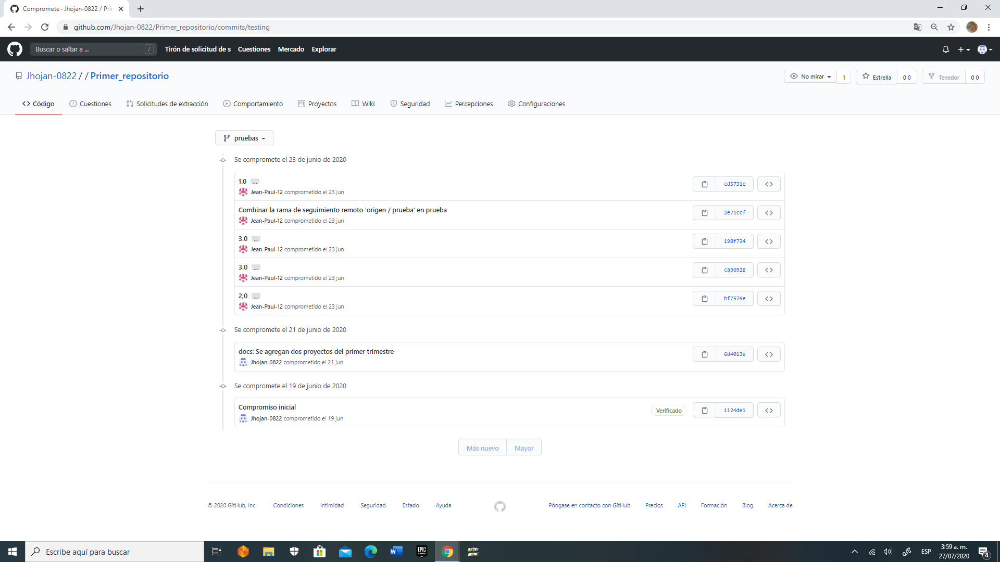 Compromete · Jhojan-0822 / Prin
github.com/Jhojan-0822/Primer_repositorio/commits/testing
Buscar o saltar a ...
/
Tirón de solicitud de s
Cuestiones
Mercado
Explorar
Jhojan-0822 / / Primer_repositorio
No mirar
1
Estrella
0 0
Tenedor
0 0
Código
Cuestiones
Solicitudes de extracción
Comportamiento
Proyectos
Wiki
Seguridad
Percepciones
Configuraciones
pruebas
Se compromete el 23 de junio de 2020
1.0 ...
Jean-Paul-12 comprometido el 23 jun
cd5731e
Combinar la rama de seguimiento remoto 'origen / prueba' en prueba
Jean-Paul-12 comprometido el 23 jun
2e71ccf
3.0 ...
Jean-Paul-12 comprometido el 23 jun
198f734
3.0 ...
Jean-Paul-12 comprometido el 23 jun
ca36928
2,0 ...
Jean-Paul-12 comprometido el 23 jun
bf7576e
Se compromete el 21 de junio de 2020
docs: Se agregan dos proyectos del primer trimestre
Jhojan-0822 comprometido el 21 jun
6d4013e
Se compromete el 19 de junio de 2020
Compromiso inicial
Jhojan-0822 comprometido el 19 jun
Verificado
1124de1
Más nuevo
Mayor
© 2020 GitHub, Inc.
Condiciones
Intimidad
Seguridad
Estado
Ayuda
Póngase en contacto con GitHub
Precios
API
Formación
Blog
Acerca de
Escribe aquí para buscar
EPIC
GAMES
ESP
3:59 a. m.
27/07/2020
4